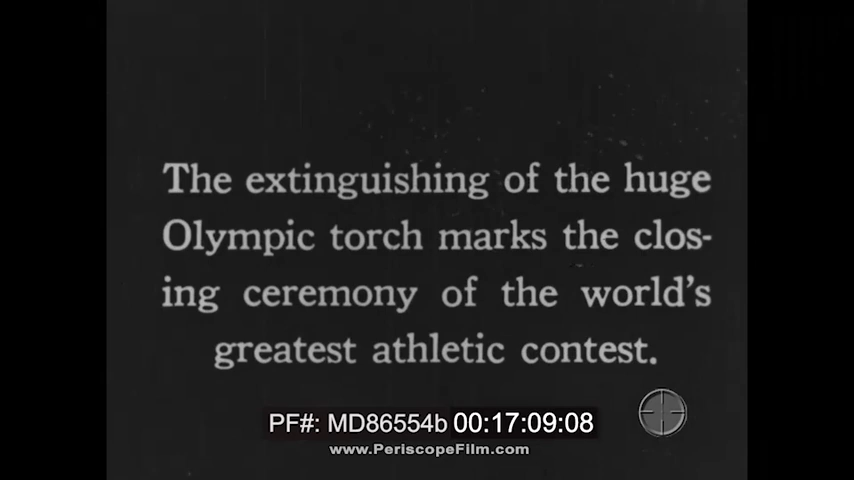 The extinguishing of the huge
Olympic torch marks the clos-
ing ceremony of the world's
greatest athletic contest.
PF#: MD86554b 00:17:09:08
www.PeriscopeFilm.com